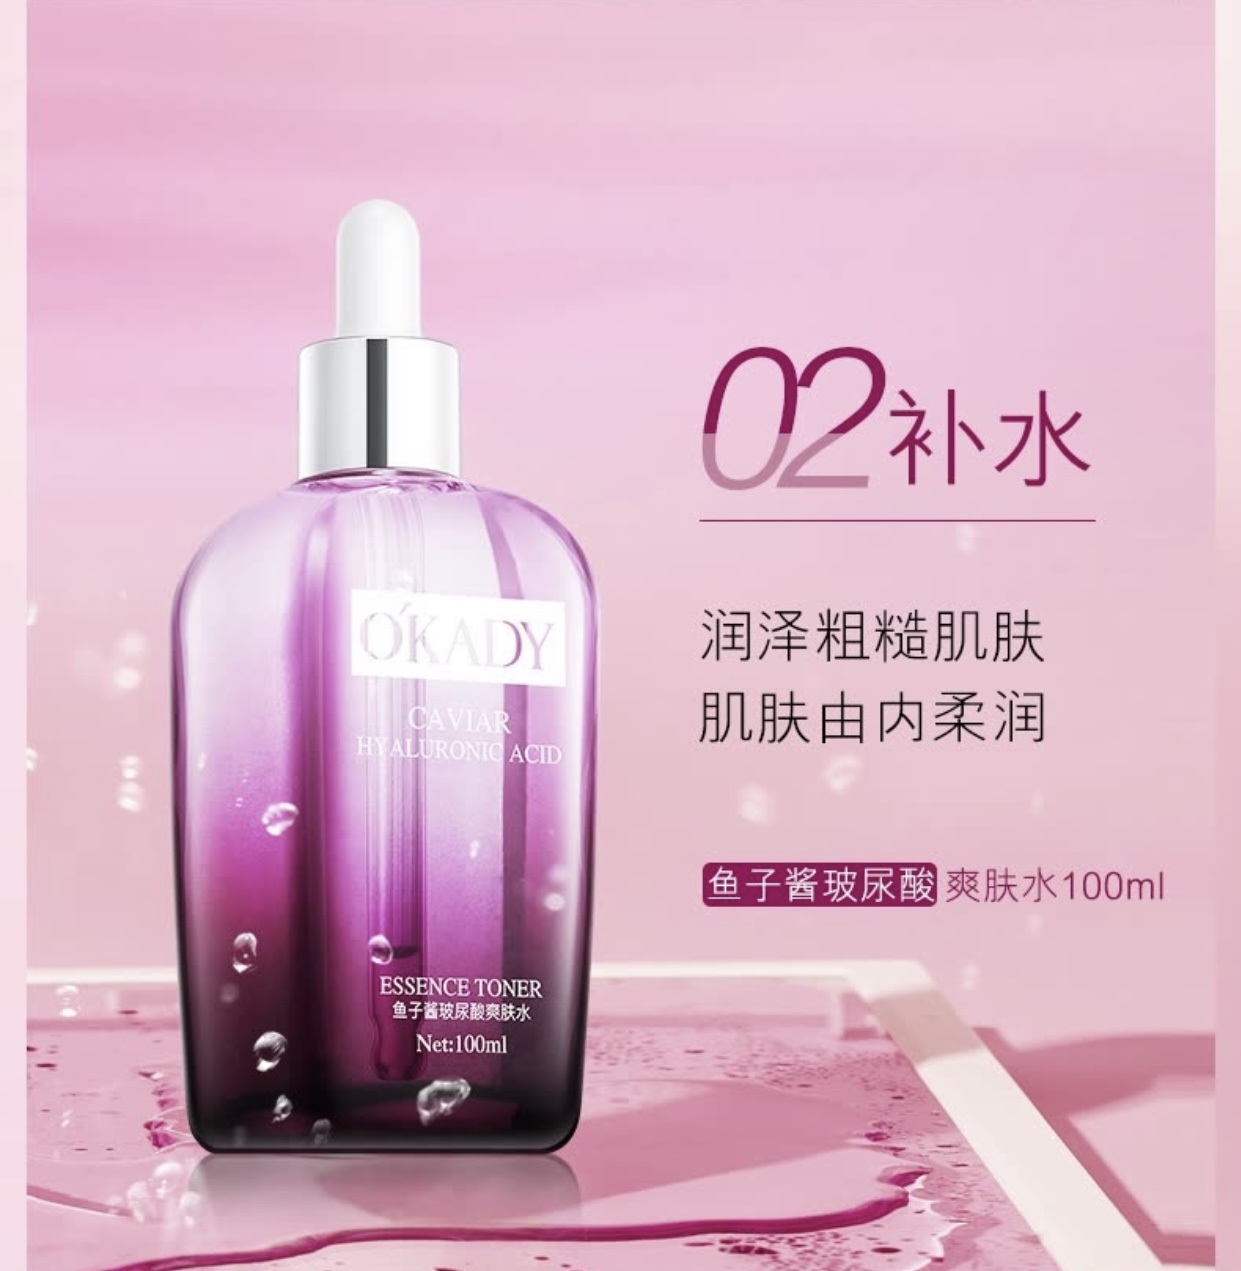 02补水
润泽粗糙肌肤
肌肤由内柔润
鱼子酱玻尿酸 爽肤水100ml
O'KADY
CAVIAR
HYALURONIC ACID
ESSENCE TONER
鱼子酱玻尿酸爽肤水
Net:100ml